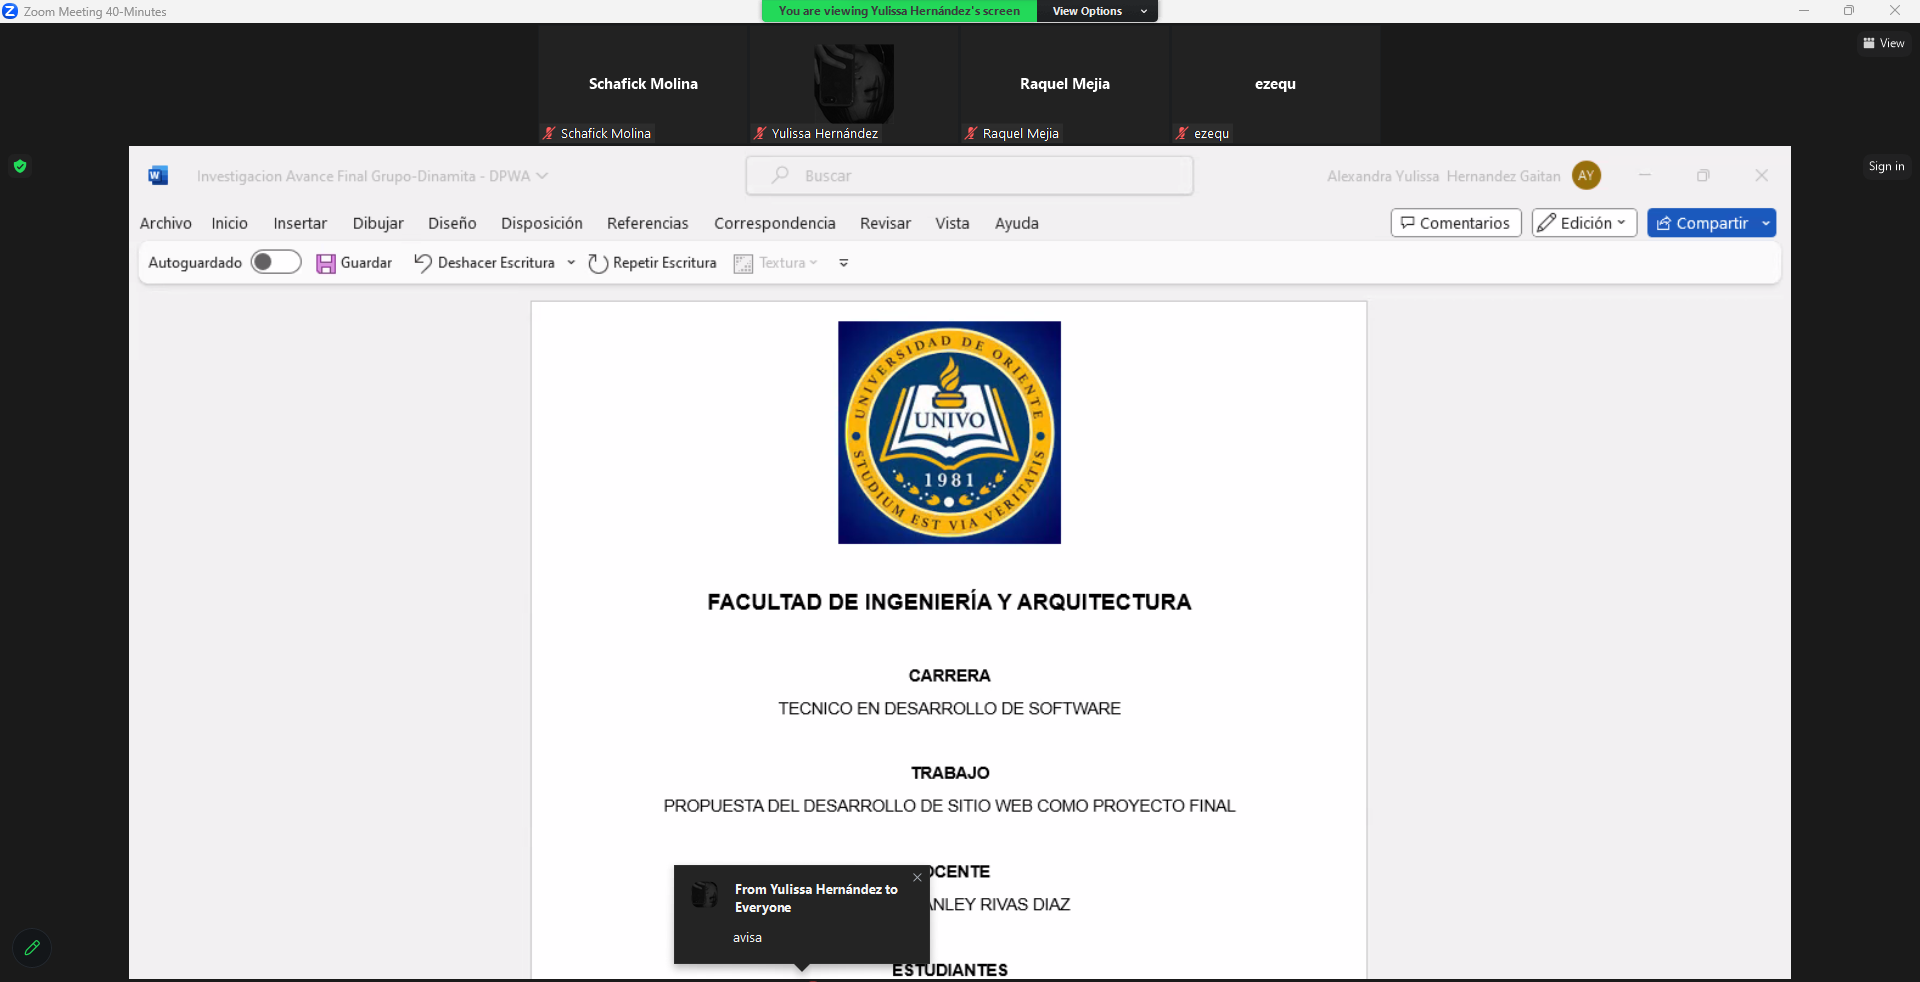 Zoom Meeting 40-Minutes
You are viewing Yulissa Hernández's screen
View Options
View
Schafick Molina
Raquel Mejia
ezequ
Schafick Molina
Yulissa Hernández
Raquel Mejia
ezequ
Sign in
Investigacion Avance Final Grupo-Dinamita - DPWA
Buscar
Alexandra Yulissa Hernandez Gaitan
AY
Archivo Inicio Insertar Dibujar Diseño Disposición Referencias Correspondencia Revisar Vista Ayuda
Comentarios
Edición
Compartir
Autoguardado Guardar Deshacer Escritura Repetir Escritura Textura
UNIVERSIDAD DE ORIENTE
UNIVO
1981
STUDIUM EST VIA VERITATIS
FACULTAD DE INGENIERÍA Y ARQUITECTURA
CARRERA
TECNICO EN DESARROLLO DE SOFTWARE
TRABAJO
PROPUESTA DEL DESARROLLO DE SITIO WEB COMO PROYECTO FINAL
OCENTE
ANLEY RIVAS DIAZ
ESTUDIANTES
From Yulissa Hernández to
Everyone
avisa